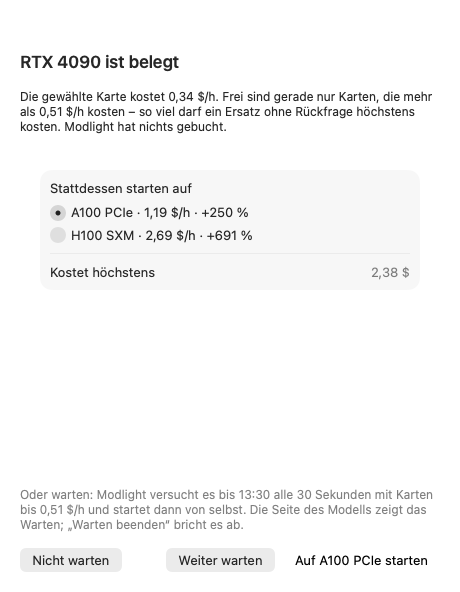 RTX 4090 ist belegt
Die gewählte Karte kostet 0,34 $/h. Frei sind gerade nur Karten, die mehr
als 0,51 $/h kosten – so viel darf ein Ersatz ohne Rückfrage höchstens
kosten. Modlight hat nichts gebucht.
Stattdessen starten auf
A100 PCIe · 1,19 $/h · +250 %
H100 SXM · 2,69 $/h · +691 %
Kostet höchstens 2,38 $
Oder warten: Modlight versucht es bis 13:30 alle 30 Sekunden mit Karten
bis 0,51 $/h und startet dann von selbst. Die Seite des Modells zeigt das
Warten; „Warten beenden“ bricht es ab.
Nicht warten Weiter warten Auf A100 PCIe starten